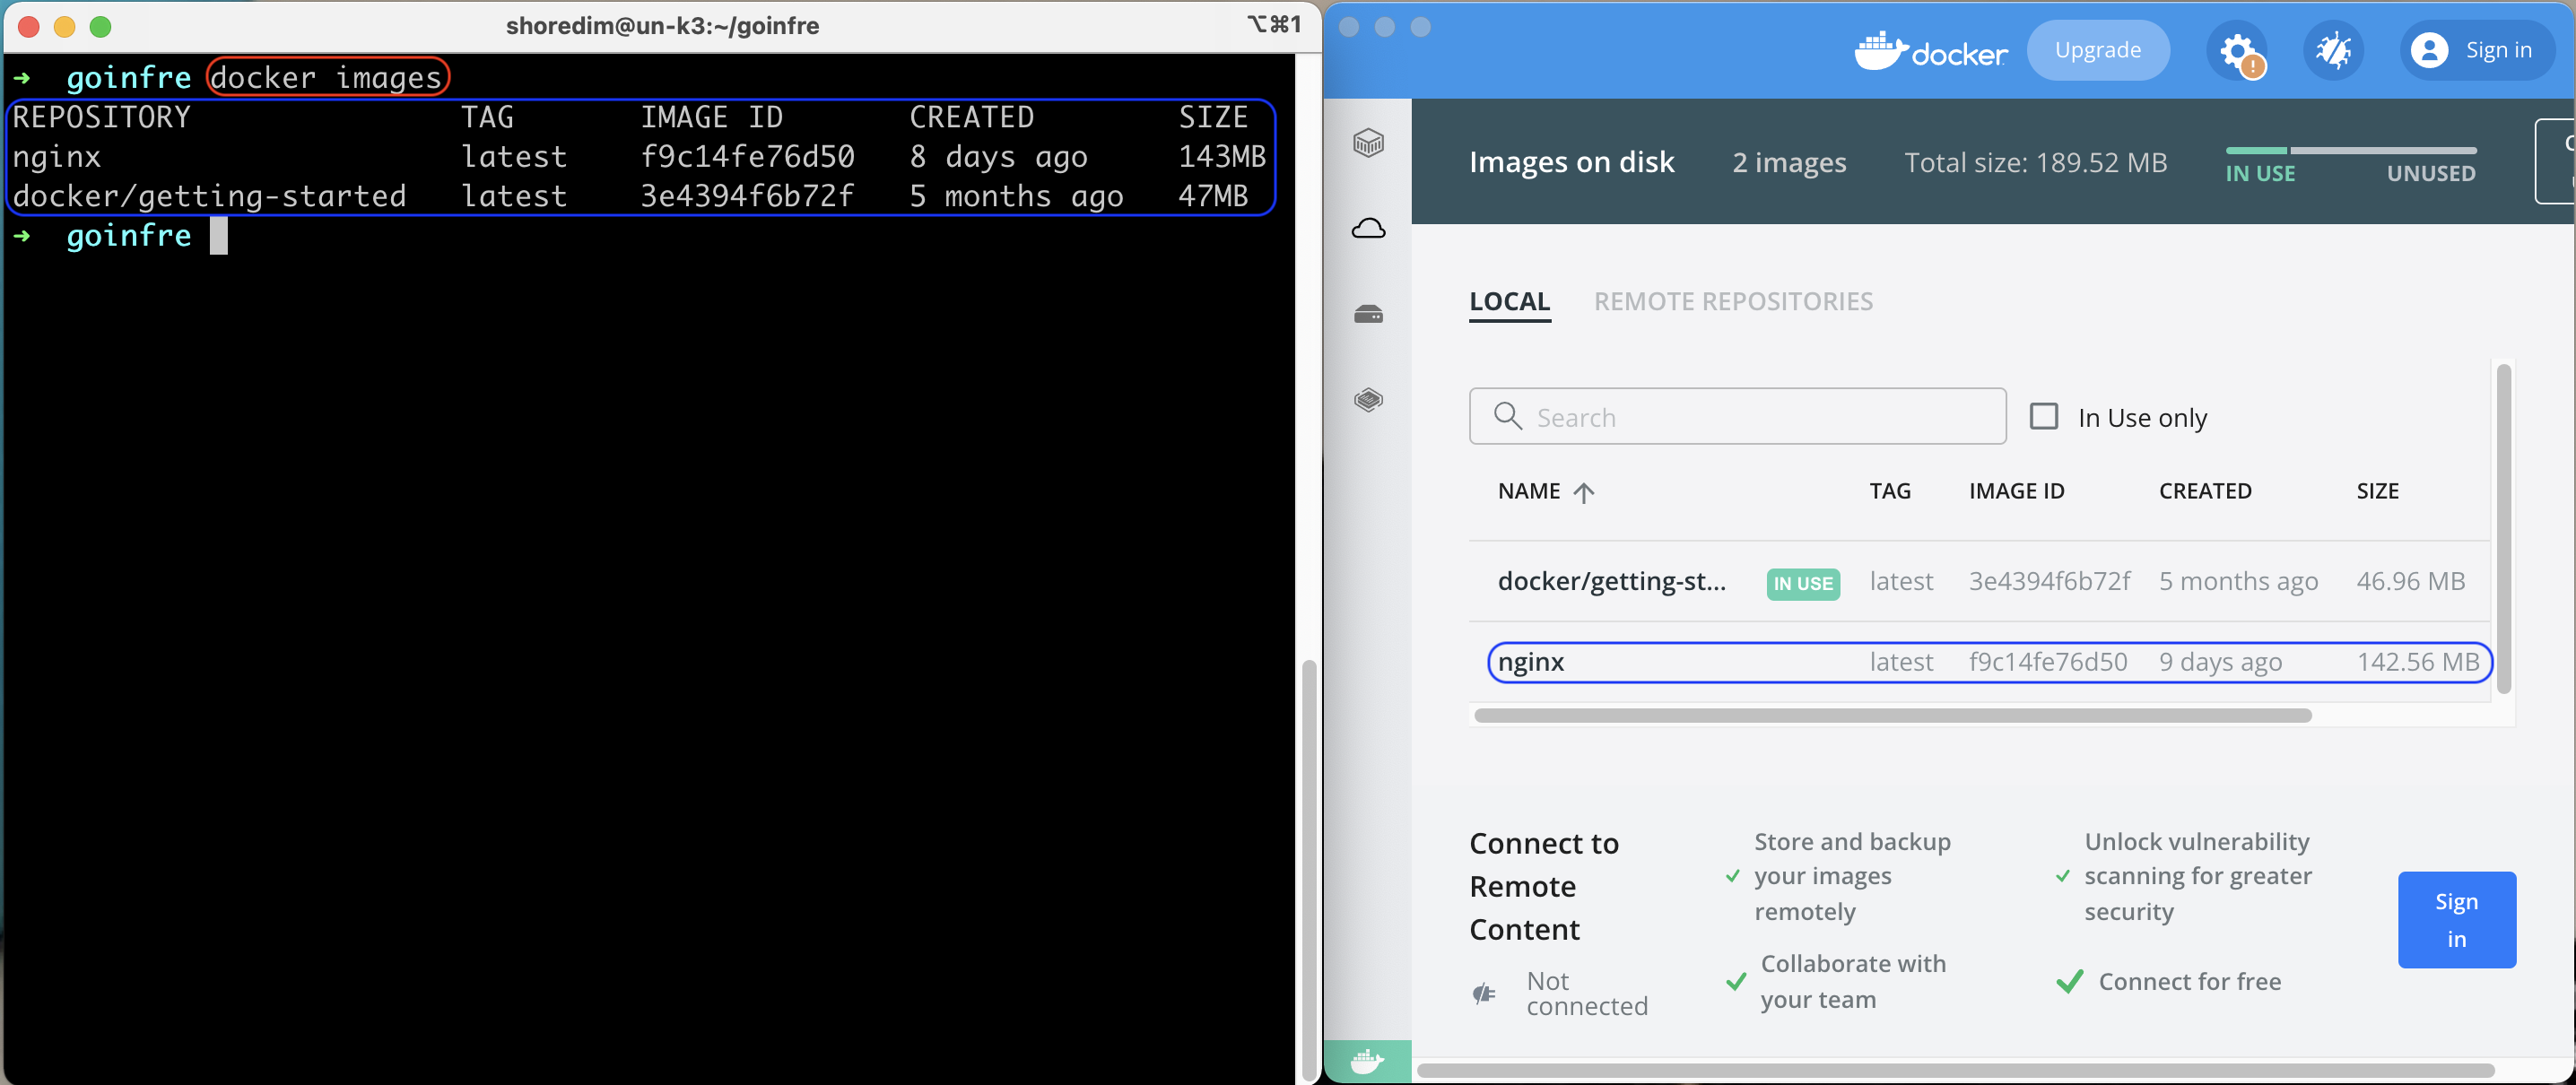 shoredim@un-k3:~/goinfre
⌥⌘1
➜ goinfre docker images
REPOSITORY TAG IMAGE ID CREATED SIZE
nginx latest f9c14fe76d50 8 days ago 143MB
docker/getting-started latest 3e4394f6b72f 5 months ago 47MB
➜ goinfre
docker Upgrade Sign in
Images on disk 2 images Total size: 189.52 MB
IN USE UNUSED
LOCAL REMOTE REPOSITORIES
Search In Use only
NAME TAG IMAGE ID CREATED SIZE
docker/getting-st... IN USE latest 3e4394f6b72f 5 months ago 46.96 MB
nginx latest f9c14fe76d50 9 days ago 142.56 MB
Connect to
Remote
Content
Not
connected
Store and backup
your images
remotely
Collaborate with
your team
Unlock vulnerability
scanning for greater
security
Connect for free
Sign
in